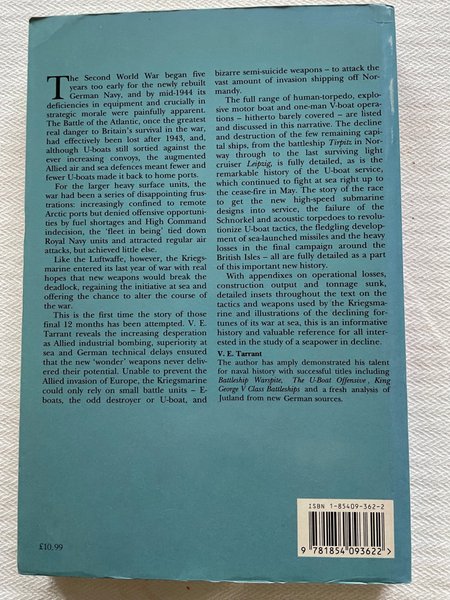 The Second World War began five
years too early for the newly rebuilt
German Navy, and by mid-1944 its
deficiencies in equipment and crucially in
strategic morale were painfully apparent.
The Battle of the Atlantic, once the greatest
real danger to Britain's survival in the war,
had effectively been lost after 1943, and,
although U-boats still sortied against the
ever increasing convoys, the augmented
Allied air and sea defences meant fewer and
fewer U-boats made it back to home ports.
For the larger heavy surface units, the
war had been a series of disappointing frus-
trations: increasingly confined to remote
Arctic ports but denied offensive opportuni-
ties by fuel shortages and High Command
indecision, the 'fleet in being' tied down
Royal Navy units and attracted regular air
attacks, but achieved little else.
Like the Luftwaffe, however, the Kriegs-
marine entered its last year of war with
real hopes that new weapons would break the
deadlock, regaining the initiative at sea and
offering the chance to alter the course of
the war.
This is the first time the story of those
final 12 months has been attempted. V. E.
Tarrant reveals the increasing desperation
as Allied industrial bombing, superiority at
sea and German technical delays ensured
that the new 'wonder' weapons never deliv-
ered their potential. Unable to prevent the
Allied invasion of Europe, the Kriegsmarine
could only rely on small battle units – E-
boats, the odd destroyer or U-boat, and
bizarre semi-suicide weapons – to attack the
vast amount of invasion shipping off Nor-
mandy.
The full range of human-torpedo, explo-
sive motor boat and one-man U-boat opera-
tions – hitherto barely covered – are listed
and discussed in this narrative. The decline
and destruction of the few remaining capi-
tal ships, from the battleship Tirpitz in Nor-
way through to the last surviving light
cruiser Leipzig, is fully detailed, as is the
remarkable history of the U-boat service,
which continued to fight at sea right up to
the cease-fire in May. The story of the race
to get the new high-speed submarine
designs into service, the failure of the
Schnorkel and acoustic torpedoes to revolu-
tionize U-boat tactics, the fledgling develop-
ment of sea-launched missiles and the heavy
losses in the final campaign around the
British Isles – all are fully detailed as a part
of this important new history.
With appendixes on operational losses,
construction output and tonnage sunk,
detailed insets throughout the text on the
tactics and weapons used by the Kriegsma-
rine and illustrations of the declining for-
tunes of its war at sea, this is an informative
history and valuable reference for all inter-
ested in the study of a seapower in decline.
V. E. Tarrant
The author has amply demonstrated his talent
for naval history with successful titles including
Battleship Warspite, The U-Boat Offensive, King
George V Class Battleships and a fresh analysis of
Jutland from new German sources.
ISBN 1-85409-362-2
9 781854 093622 >
£10.99